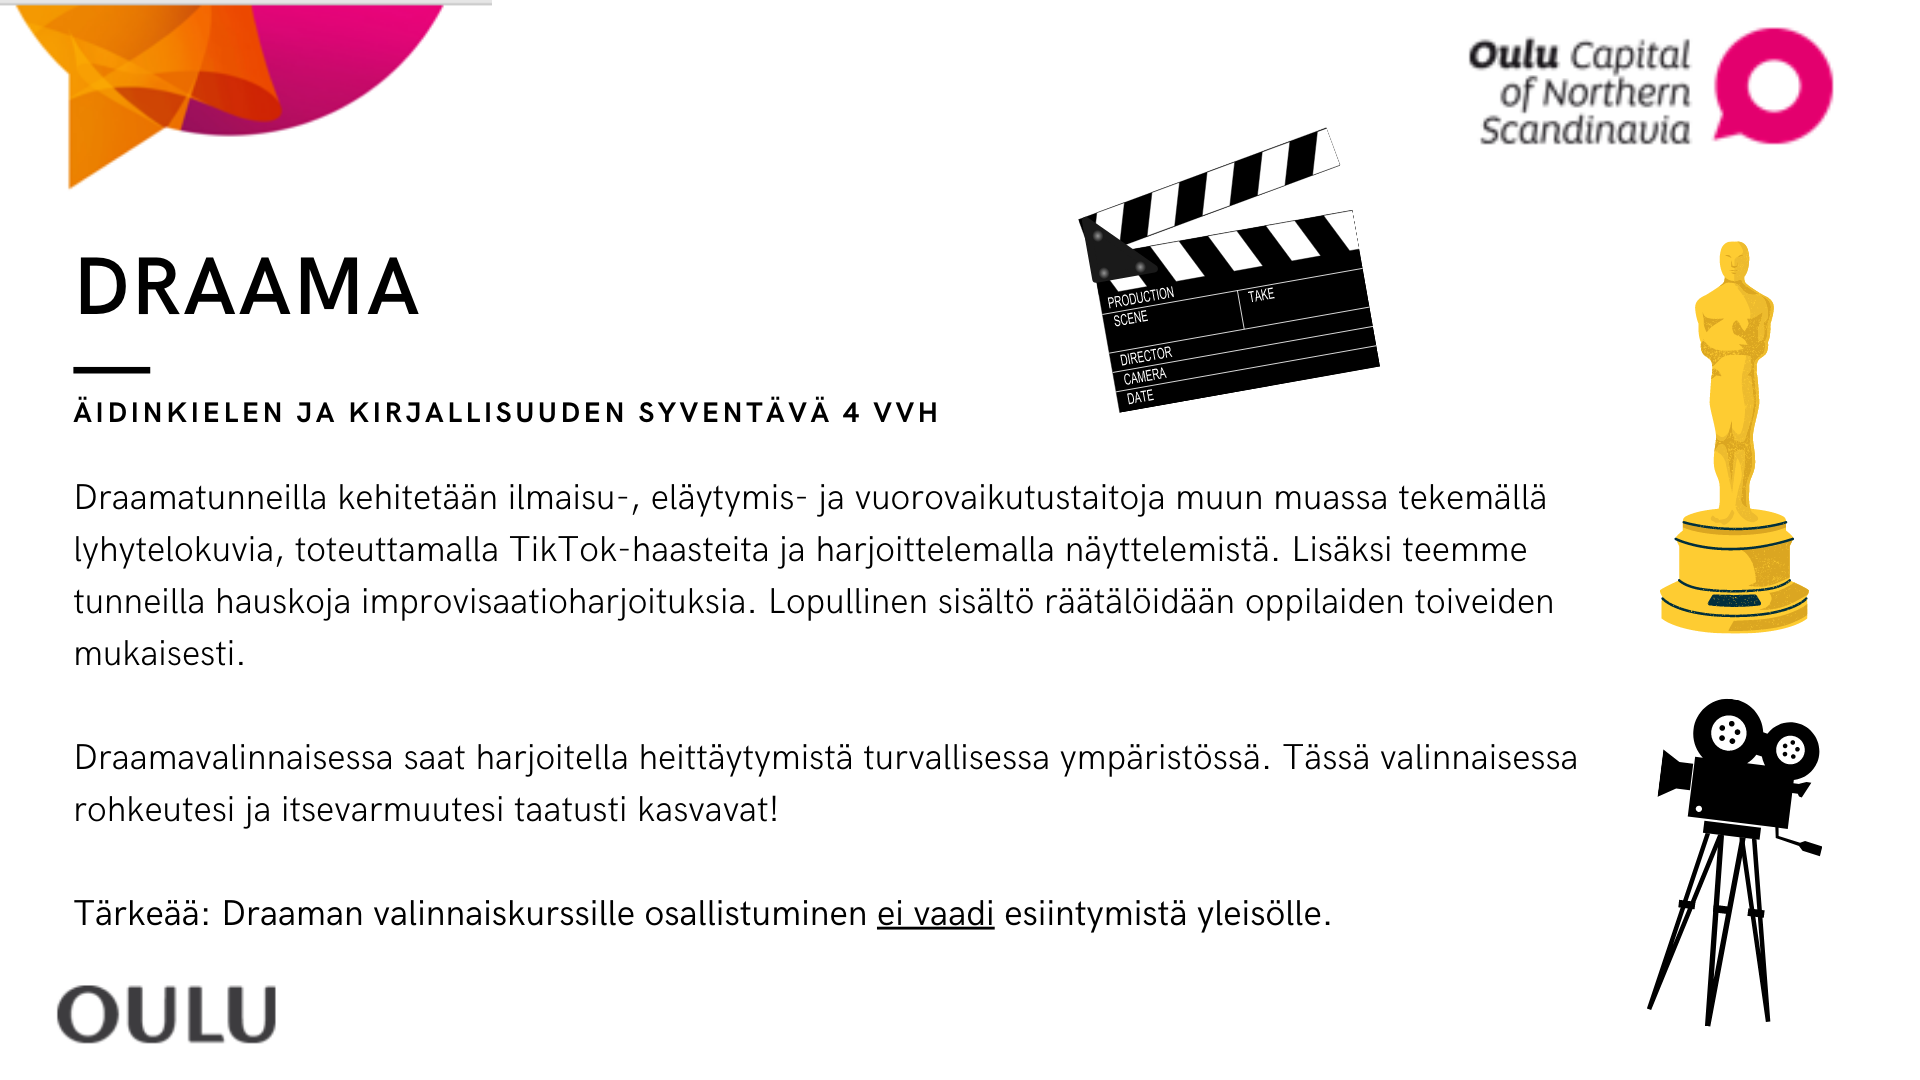 Oulu Capital
of Northern
Scandinavia
PRODUCTION
TAKE
SCENE
DIRECTOR
CAMERA
DATE
DRAAMA
ÄIDINKIELEN JA KIRJALLISUUDEN SYVENTÄVÄ 4 VVH
Draamatunneilla kehitetään ilmaisu-, eläytymis- ja vuorovaikutustaitoja muun muassa tekemällä
lyhytelokuvia, toteuttamalla TikTok-haasteita ja harjoittelemalla näyttelemistä. Lisäksi teemme
tunneilla hauskoja improvisaatioharjoituksia. Lopullinen sisältö räätälöidään oppilaiden toiveiden
mukaisesti.
Draamavalinnaisessa saat harjoitella heittäytymistä turvallisessa ympäristössä. Tässä valinnaisessa
rohkeutesi ja itsevarmuutesi taatusti kasvavat!
Tärkeää: Draaman valinnaiskurssille osallistuminen ei vaadi esiintymistä yleisölle.
OULU